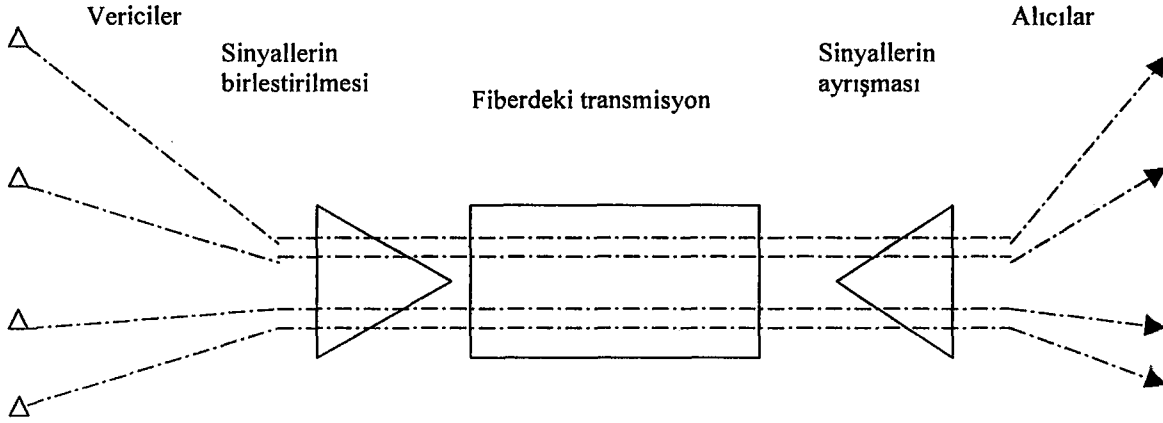 Vericiler
Sinyallerin
birlestirilmesi
Fiberdeki transmisyon
Sinyallerin
ayrışması
Alıcılar